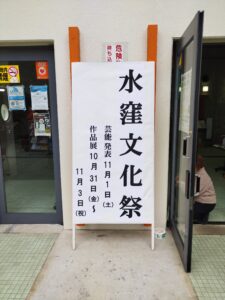 水窪文化祭
芸能発表11月1日(土)
作品展10月31日(金)～
11月3日(祝)
危険
持ち込